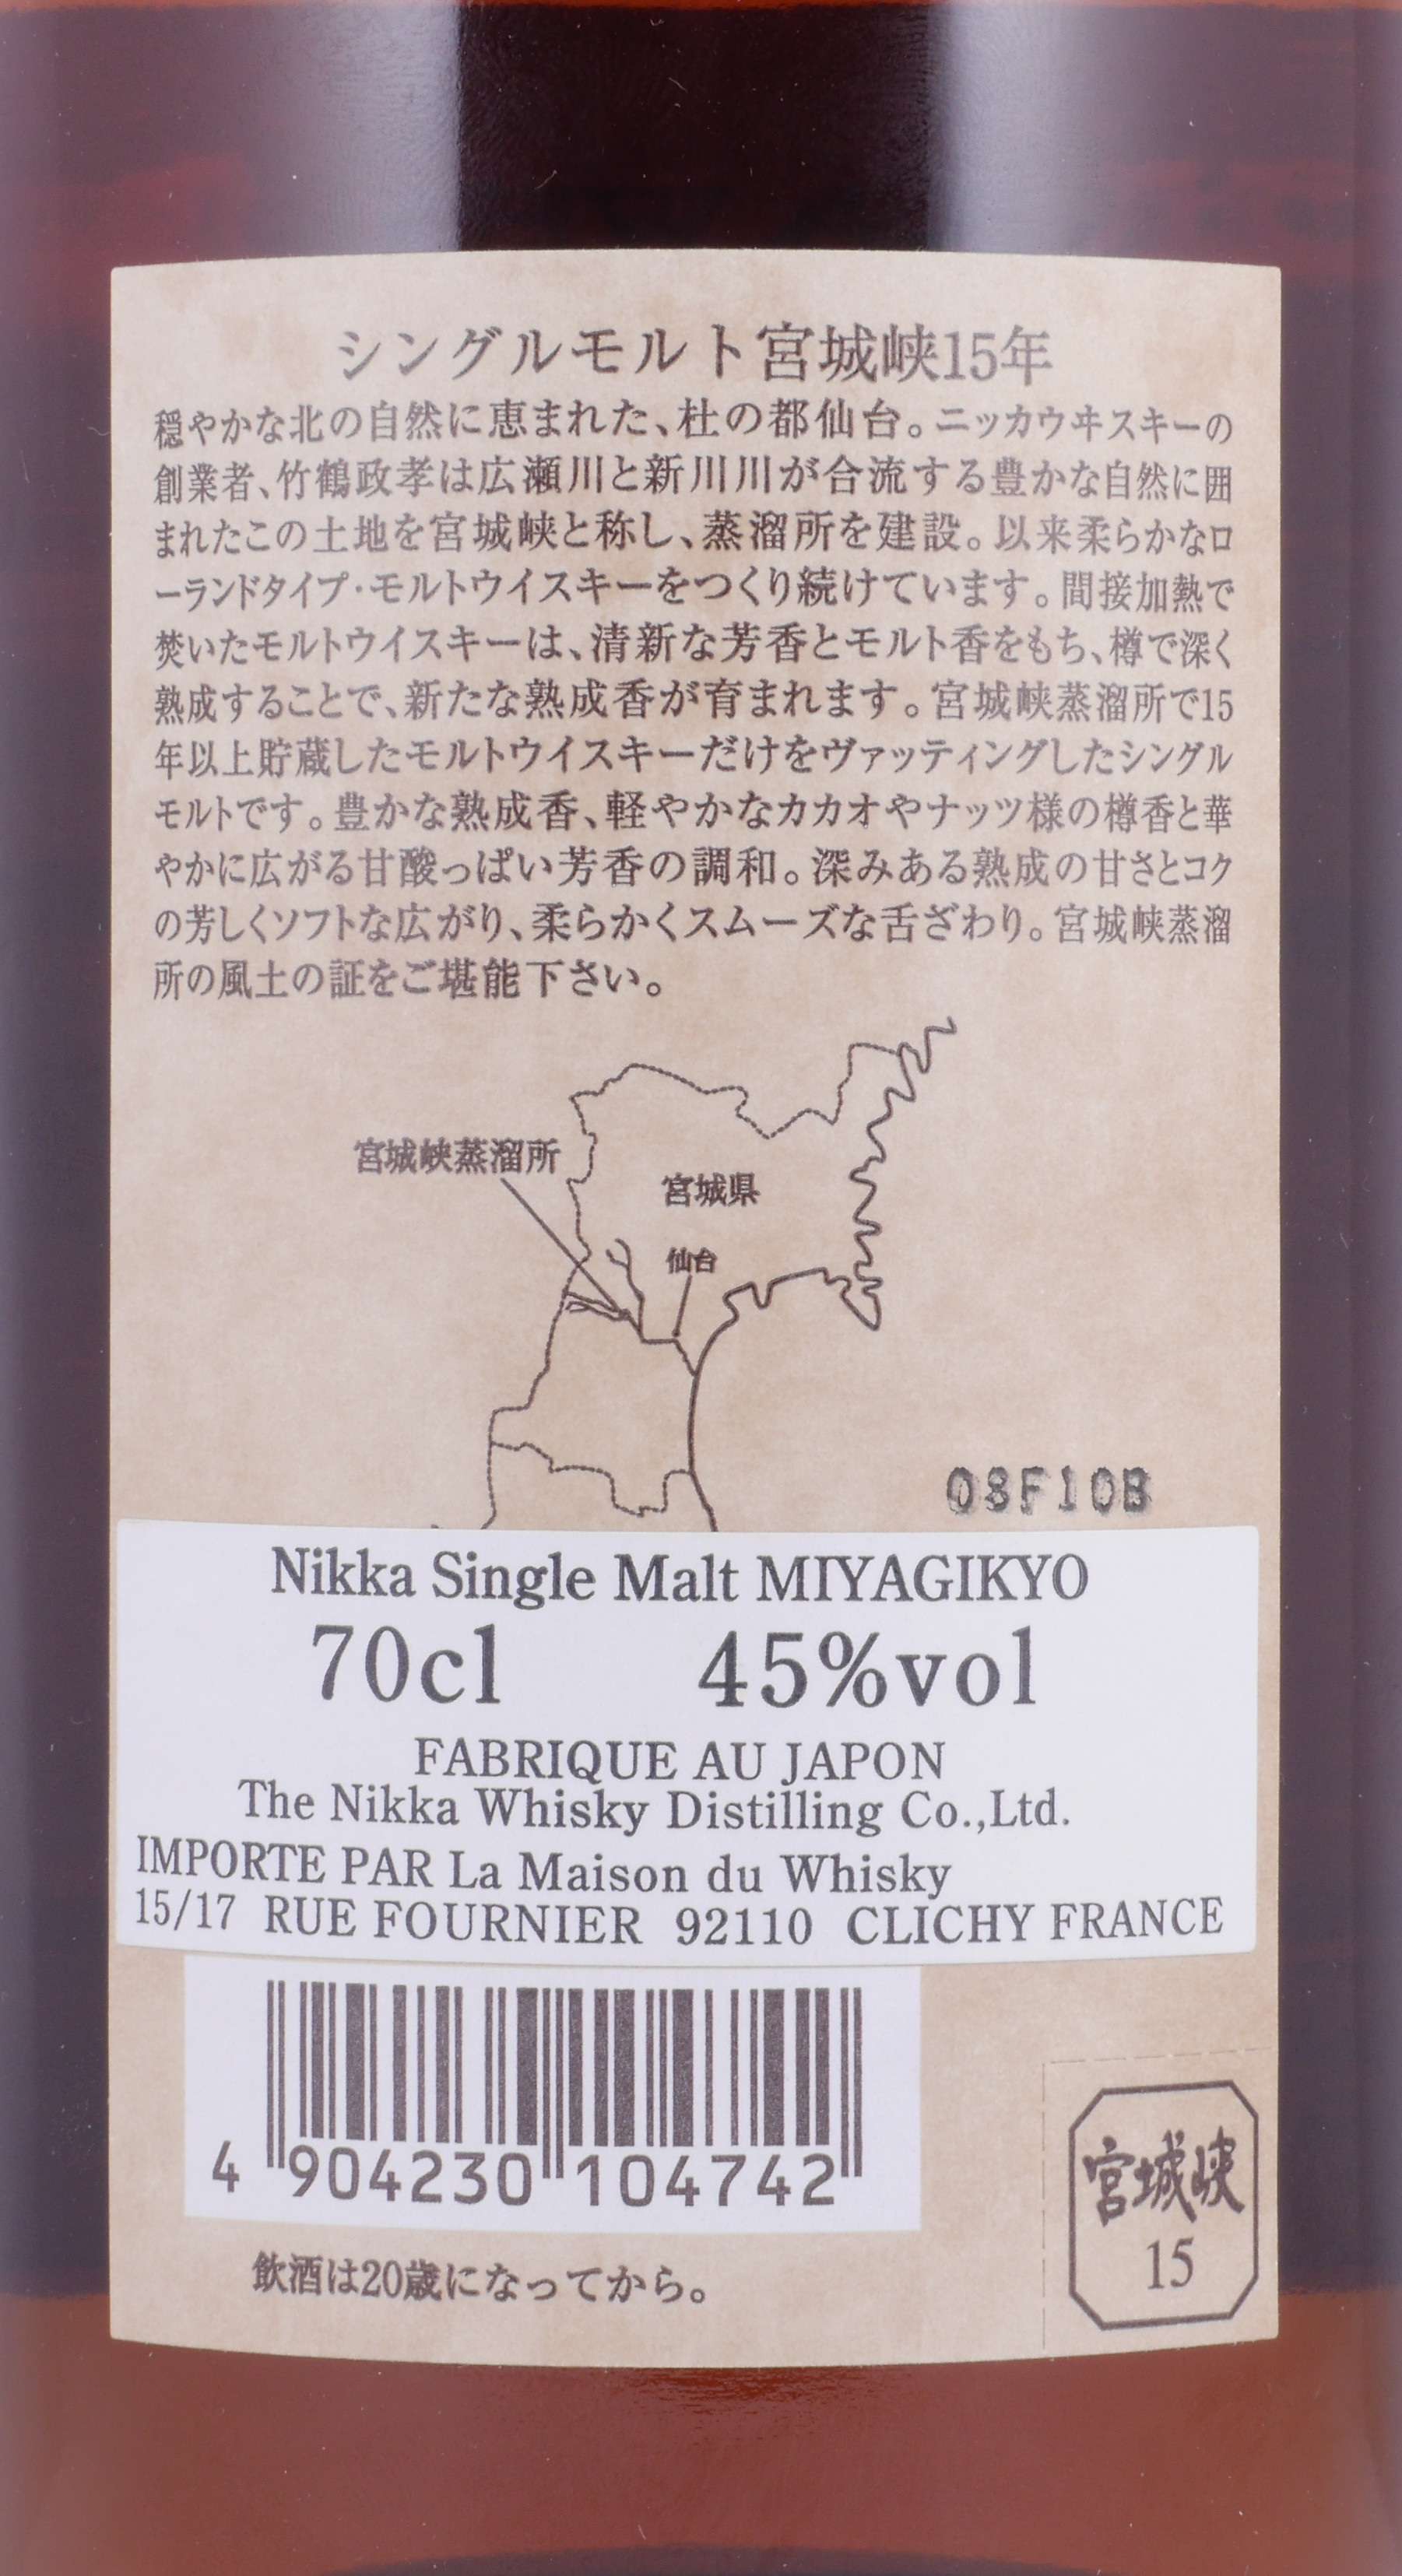 シングルモルト宮城峡15年
穏やかな北の自然に恵まれた、杜の都仙台。ニッカウヰスキーの
創業者、竹鶴政孝は広瀬川と新川川が合流する豊かな自然に囲
まれたこの土地を宮城峡と称し、蒸溜所を建設。以来柔らかなロ
ーランドタイプ・モルトウイスキーをつくり続けています。間接加熱で
焚いたモルトウイスキーは、清新な芳香とモルト香をもち、樽で深く
熟成することで、新たな熟成香が育まれます。宮城峡蒸溜所で15
年以上貯蔵したモルトウイスキーだけをヴァッティングしたシングル
モルトです。豊かな熟成香、軽やかなカカオやナッツ様の樽香と華
やかに広がる甘酸っぱい芳香の調和。深みある熟成の甘さとコク
の芳しくソフトな広がり、柔らかくスムーズな舌ざわり。宮城峡蒸溜
所の風土の証をご堪能下さい。
宮城峡蒸溜所
宮城県
仙台
08F10B
Nikka Single Malt MIYAGIKYO
70cl 45%vol
FABRIQUE AU JAPON
The Nikka Whisky Distilling Co.,Ltd.
IMPORTE PAR La Maison du Whisky
15/17 RUE FOURNIER 92110 CLICHY FRANCE
4 904230 104742
宮城峡
15
飲酒は20歳になってから。